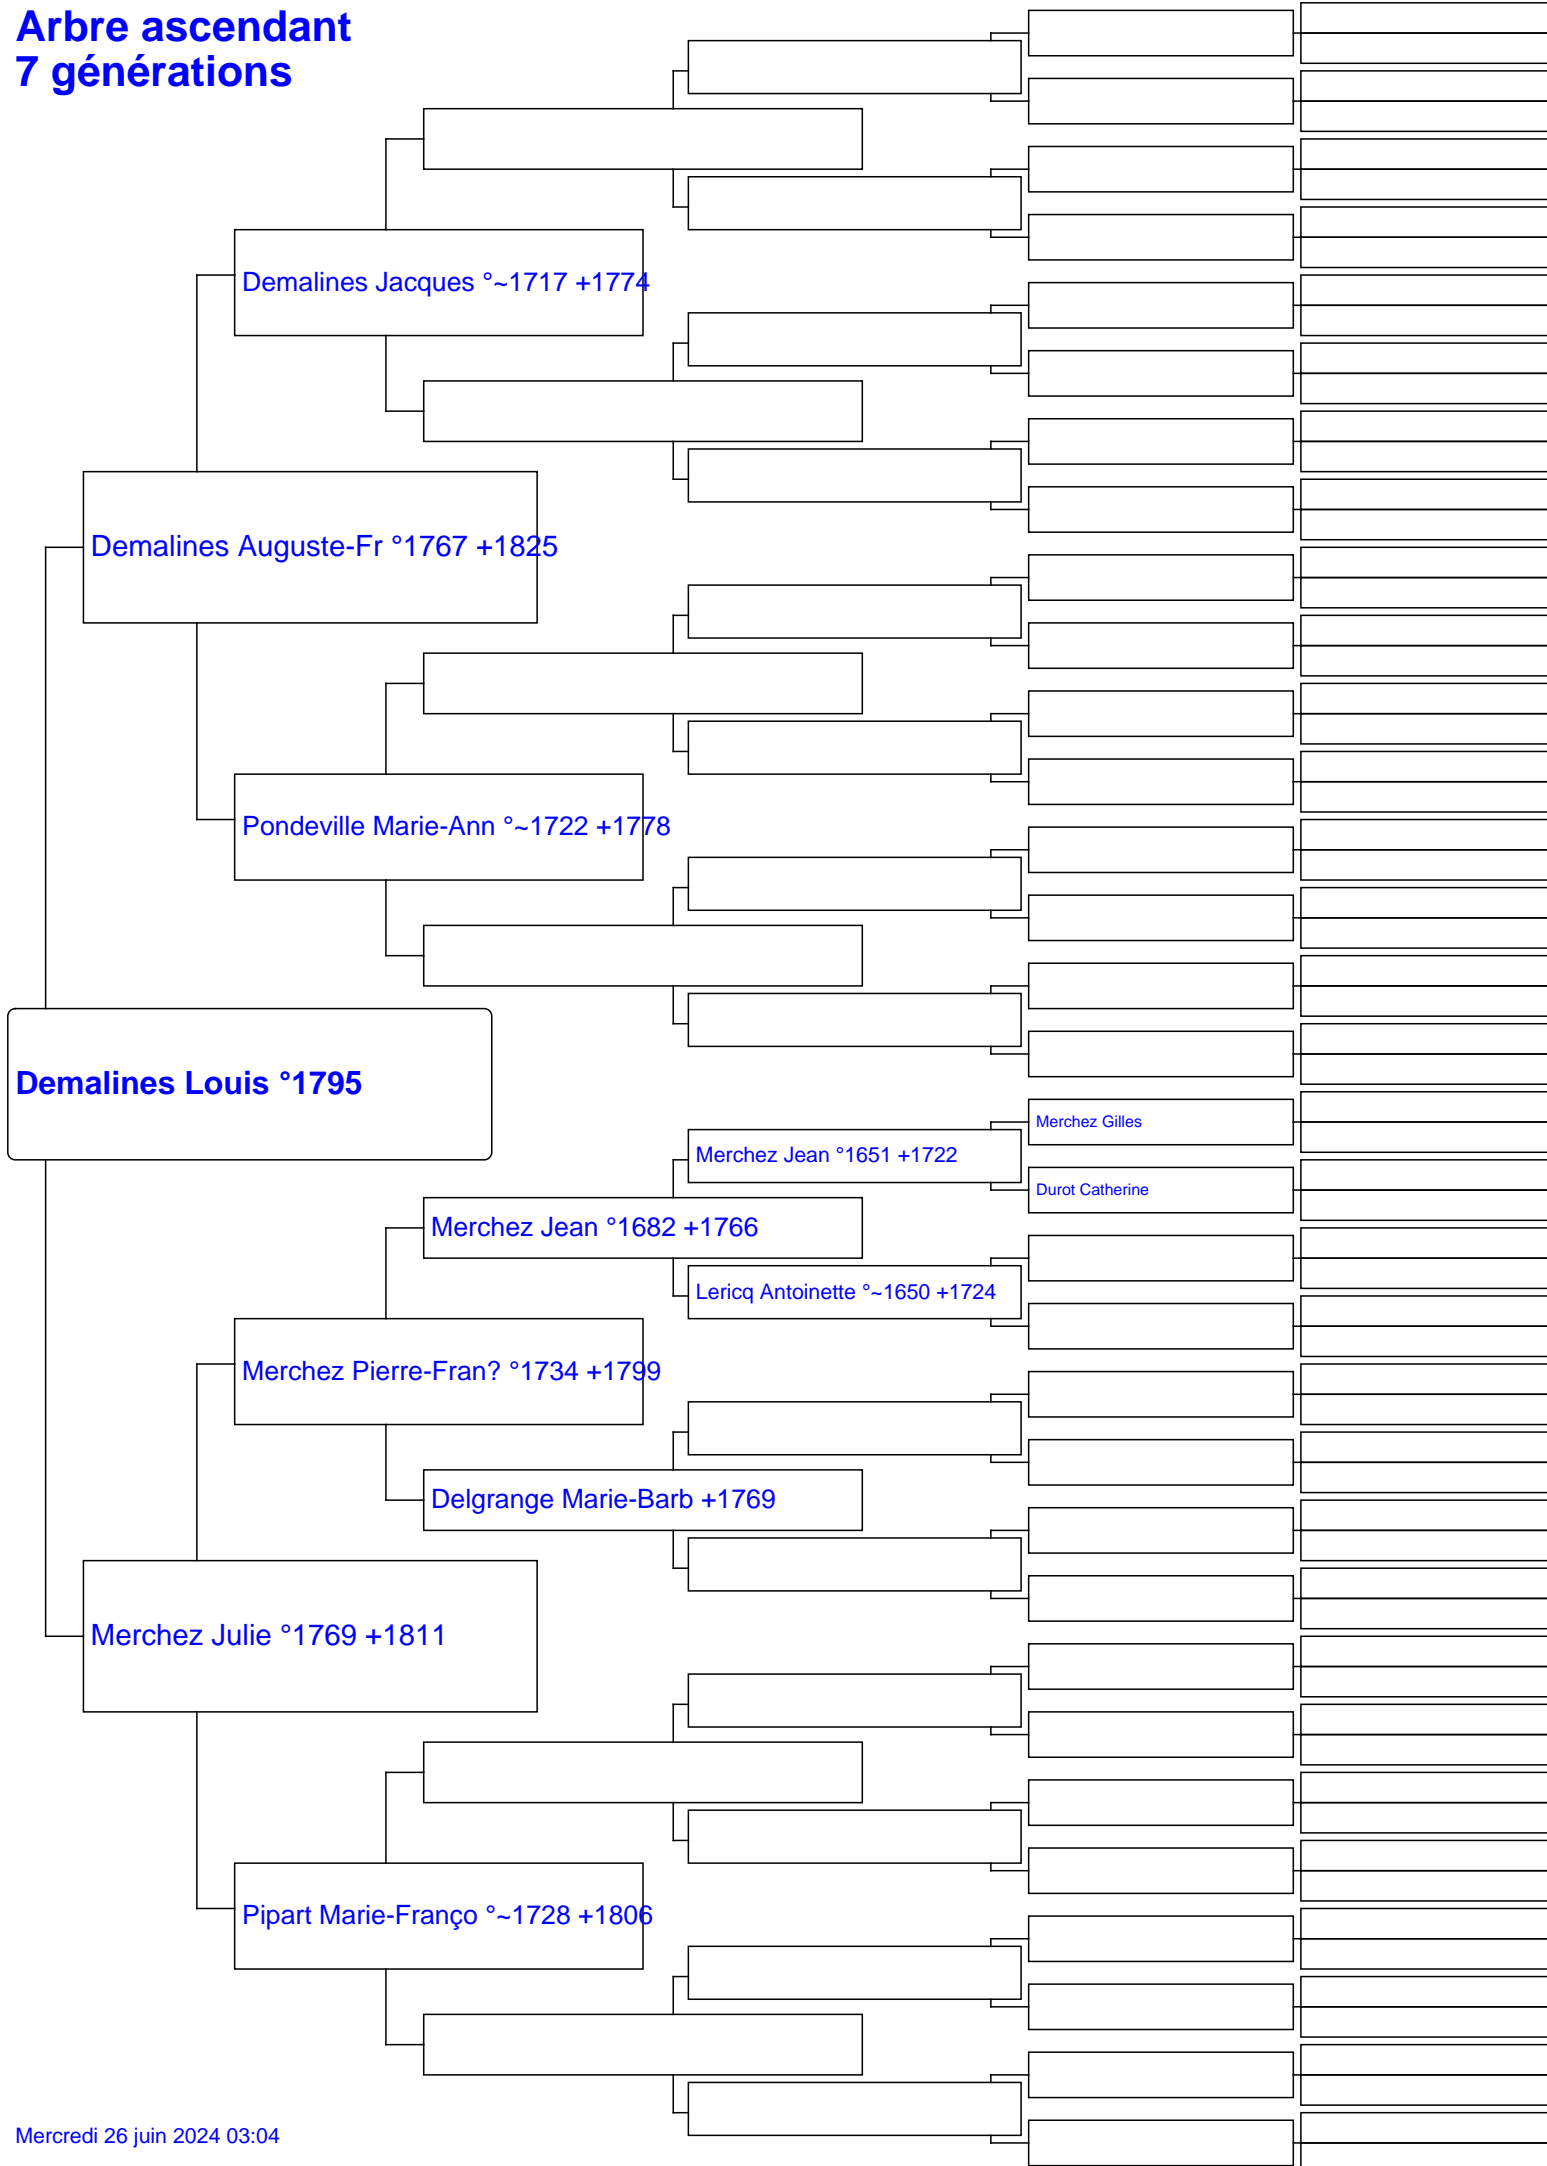 Arbre ascendant
7 générations
Demalines Jacques °~1717 +1774
Demalines Auguste-Fr °1767 +1825
Pondeville Marie-Ann °~1722 +1778
Demalines Louis °1795
Merchez Gilles
Merchez Jean °1651 +1722
Durot Catherine
Merchez Jean °1682 +1766
Lericq Antoinette °~1650 +1724
Merchez Pierre-Fran? °1734 +1799
Delgrange Marie-Barb +1769
Merchez Julie °1769 +1811
Pipart Marie-Franço °~1728 +1806
Mercredi 26 juin 2024 03:04